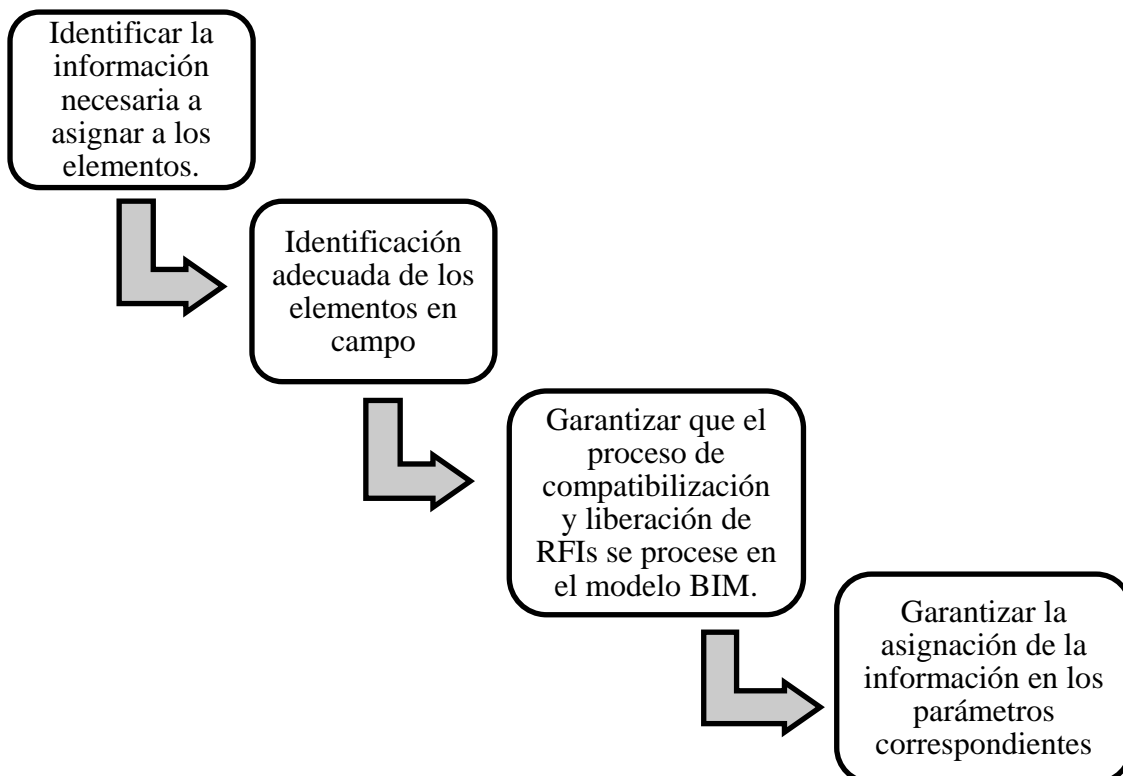 Identificar la
información
necesaria a
asignar a los
elementos.
Identificación
adecuada de los
elementos en
campo
Garantizar que el
proceso de
compatibilización
y liberación de
RFIs se procese en
el modelo BIM.
Garantizar la
asignación de la
información en los
parámetros
correspondientes